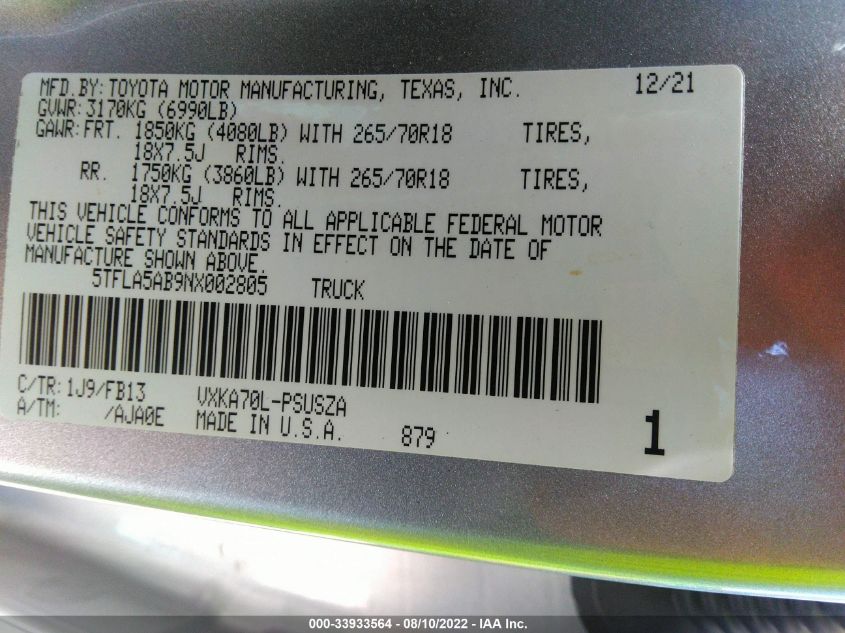 MFD.BY: TOYOTA MOTOR MANUFACTURING, TEXAS, INC. 12/21
GVWR: 3170KG (6990LB)
GAWR: FRT. 1850KG (4080LB) WITH 265/70R18 TIRES,
18X7.5J RIMS.
RR. 1750KG (3860LB) WITH 265/70R18 TIRES,
18X7.5J RIMS.
THIS VEHICLE CONFORMS TO ALL APPLICABLE FEDERAL MOTOR
VEHICLE SAFETY STANDARDS IN EFFECT ON THE DATE OF
MANUFACTURE SHOWN ABOVE.
5TFLA5AB9NX002805 TRUCK
C/TR: 1J9/FB13 VXKA70L-PSUSZA
A/TM: /AJA0E MADE IN U.S.A. 879 1
000-33933564 - 08/10/2022 - IAA Inc.